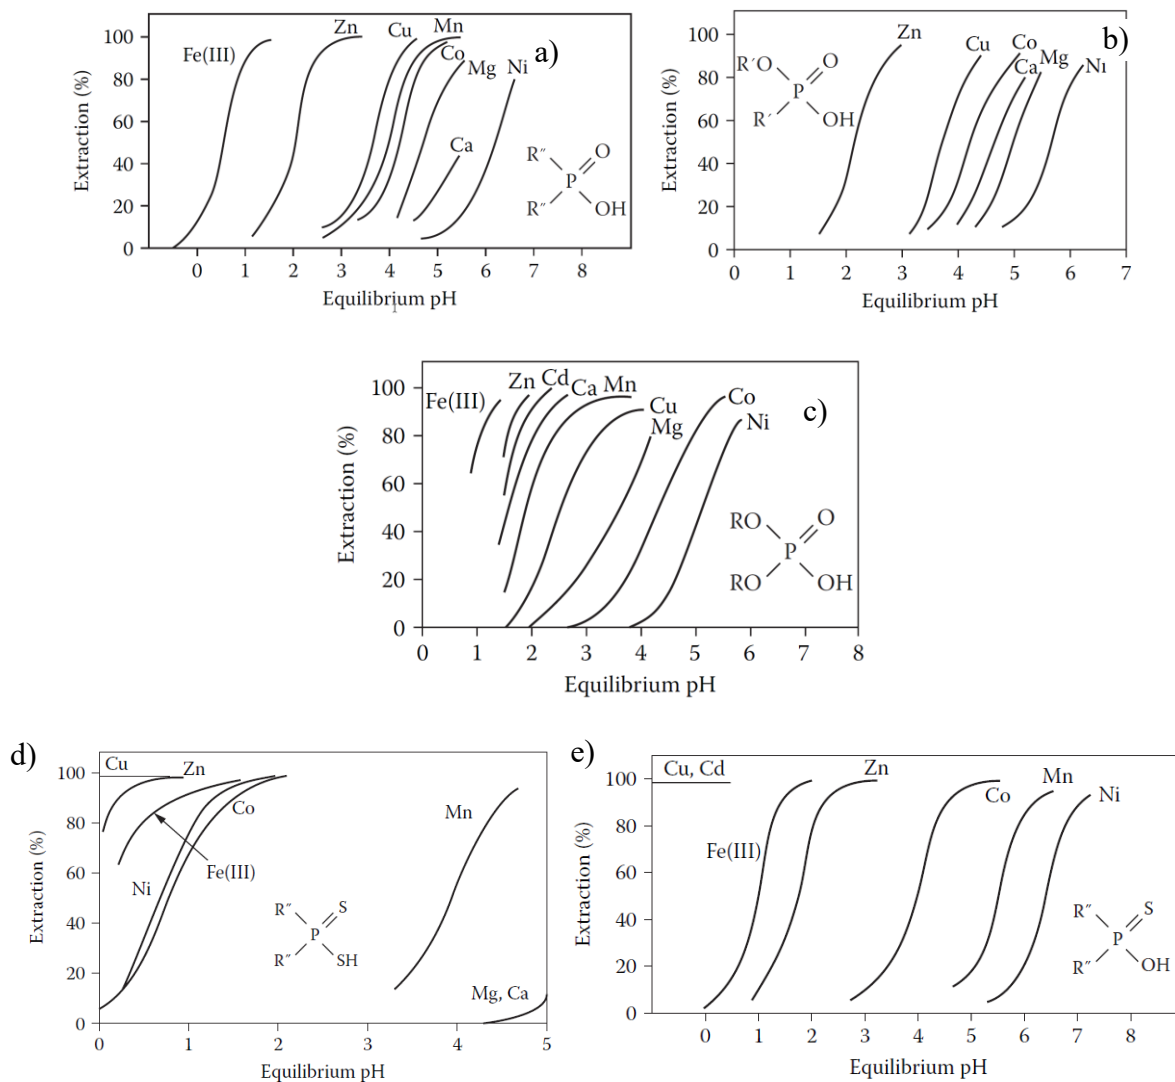 a)
Extraction (%)
100
80
60
40
20
0
Fe(III)
Zn
Cu
Mn
Co
Mg
Ni
Ca
R″
R″
P
O
OH
0 1 2 3 4 5 6 7 8
Equilibrium pH
b)
Extraction (%)
100
80
60
40
20
0
Zn
Cu
Co
Ca
Mg
Ni
R′O
R′
P
O
OH
0 1 2 3 4 5 6 7
Equilibrium pH
c)
Extraction (%)
100
80
60
40
20
0
Fe(III)
Zn
Cd
Ca
Mn
Cu
Mg
Co
Ni
RO
RO
P
O
OH
0 1 2 3 4 5 6 7 8
Equilibrium pH
d)
Extraction (%)
100
80
60
40
20
0
Cu
Zn
Co
Fe(III)
Ni
Mn
Mg, Ca
R″
R″
P
S
SH
0 1 2 3 4 5
Equilibrium pH
e)
Extraction (%)
100
80
60
40
20
0
Cu, Cd
Fe(III)
Zn
Co
Mn
Ni
R″
R″
P
S
OH
0 1 2 3 4 5 6 7 8
Equilibrium pH